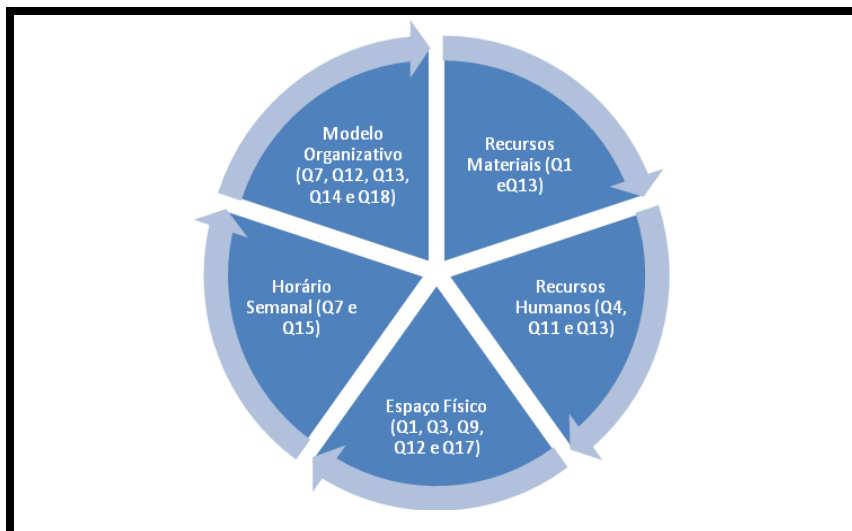 Modelo
Organizativo
(Q7, Q12, Q13,
Q14 e Q18)
Recursos
Materiais (Q1
eQ13)
Recursos
Humanos (Q4,
Q11 e Q13)
Espaço Físico
(Q1, Q3, Q9,
Q12 e Q17)
Horário
Semanal (Q7 e
Q15)